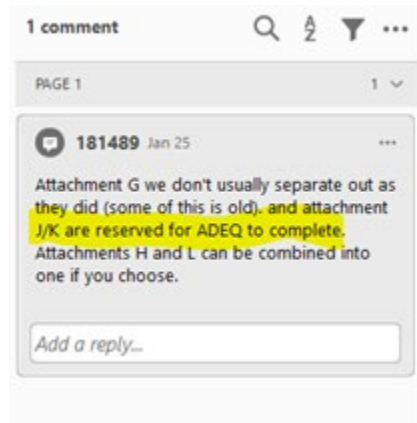 1 comment
A
Z
PAGE 1 1
181489 Jan 25
Attachment G we don't usually separate out as
they did (some of this is old). and attachment
J/K are reserved for ADEQ to complete.
Attachments H and L can be combined into
one if you choose.
Add a reply...